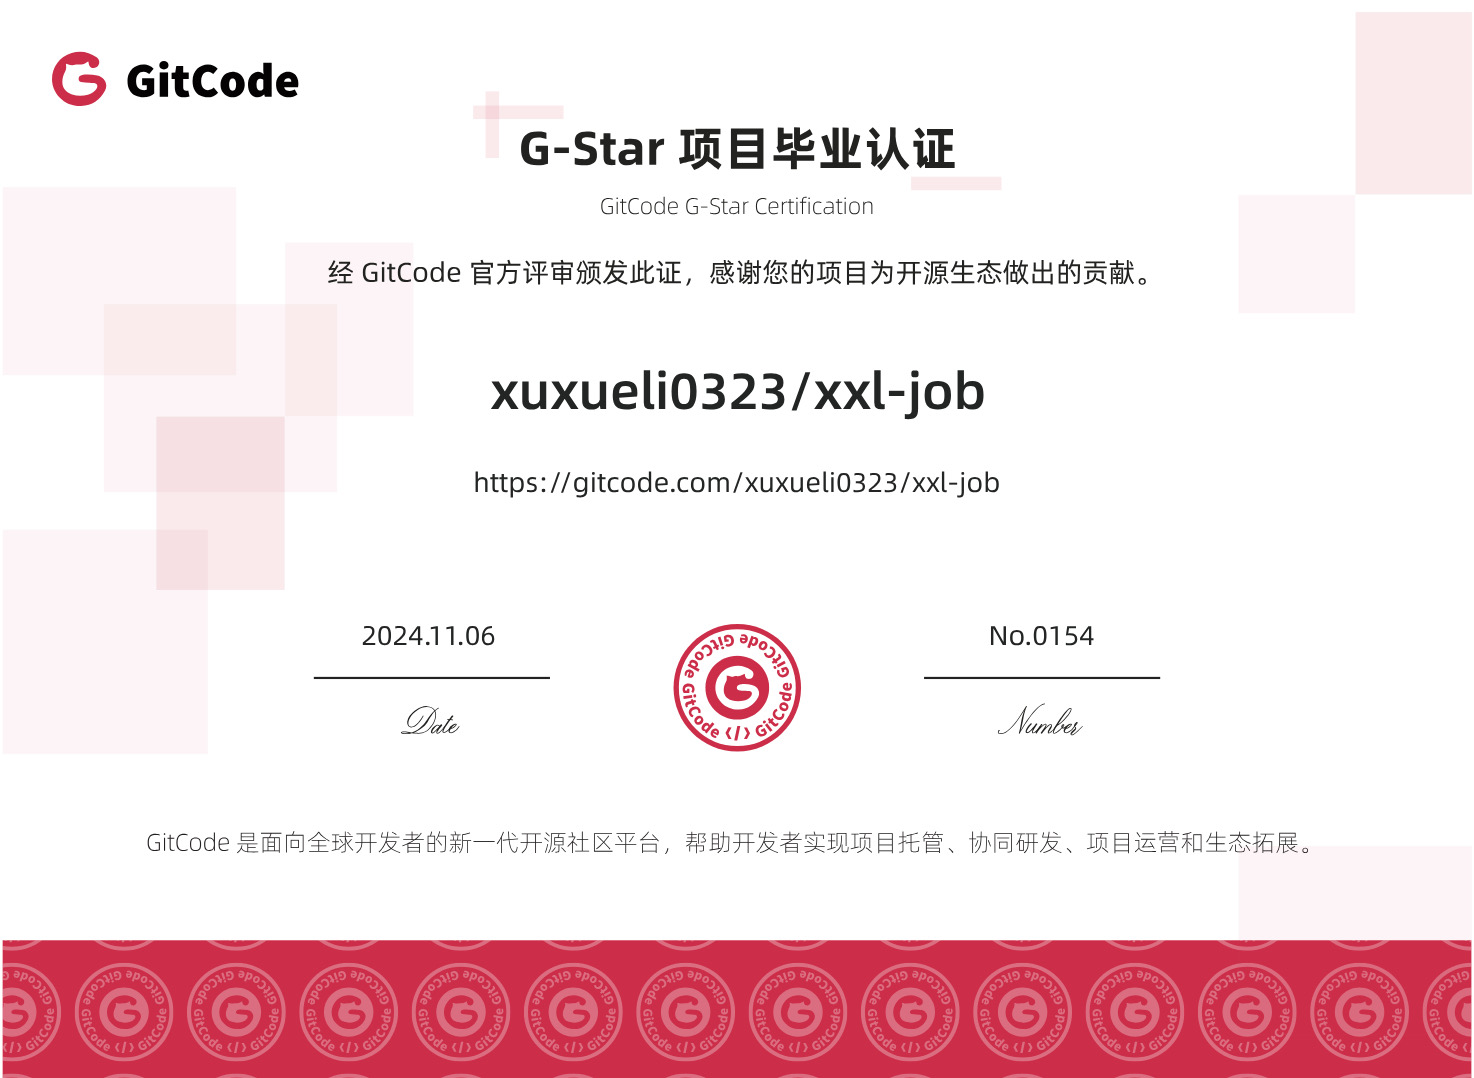 GitCode
G-Star 项目毕业认证
GitCode G-Star Certification
经 GitCode 官方评审颁发此证，感谢您的项目为开源生态做出的贡献。
xuxueli0323/xxl-job
https://gitcode.com/xuxueli0323/xxl-job
2024.11.06
No.0154
GitCode GitCode GitCode GitCode </>
Date
Number
GitCode 是面向全球开发者的新一代开源社区平台，帮助开发者实现项目托管、协同研发、项目运营和生态拓展。